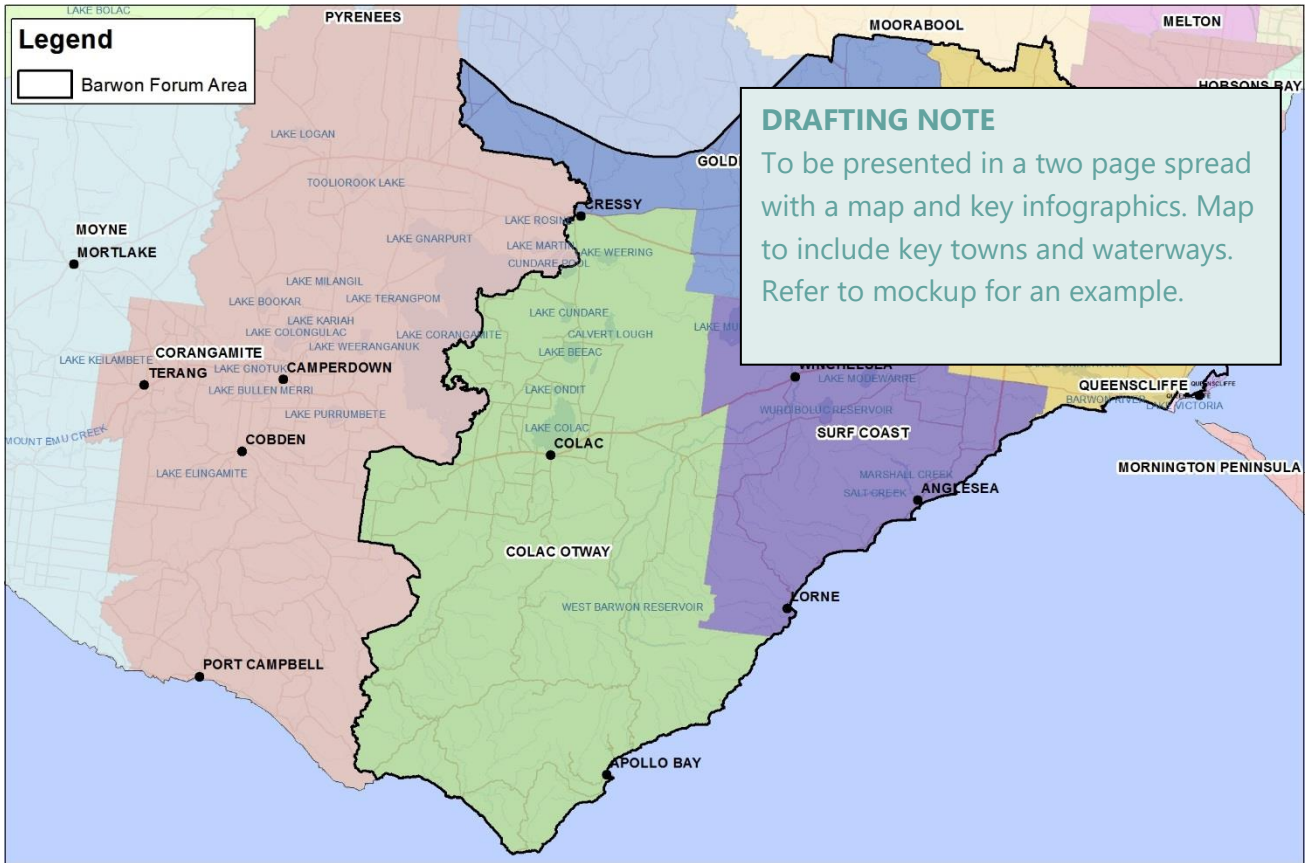 LAKE BOLAC
PYRENEES
MOORABOOL
MELTON
Legend
Barwon Forum Area
HOBSONS BAY
DRAFTING NOTE
To be presented in a two page spread
with a map and key infographics. Map
to include key towns and waterways.
Refer to mockup for an example.
LAKE LOGAN
TOOLIOROOK LAKE
CRESSY
LAKE ROSINE
MOYNE
MORTLAKE
LAKE GNARPURT
LAKE MARTIN
LAKE WEERING
CUNDARE POOL
LAKE MILANGIL
LAKE BOOKAR
LAKE TERANGPOM
LAKE KARIAH
LAKE COLONGULAC
LAKE CUNDARE
LAKE CORANGAMITE
CALVERT LOUGH
LAKE WEERANGANUK
CORANGAMITE
LAKE BEEAC
LAKE KEILAMBETE
TERANG
LAKE GNOTUK
CAMPERDOWN
WINCHELSEA
LAKE MODEWARRE
LAKE BULLEN MERRI
LAKE ONDIT
QUEENSCLIFFE
QUEENSCLIFFE
BARWON RIVER
LAKE VICTORIA
LAKE PURRUMBETE
WURD BOLUC RESERVOIR
LAKE COLAC
SURF COAST
MOUNT EMU CREEK
COLAC
COBDEN
MORNINGTON PENINSULA
LAKE ELINGAMITE
MARSHALL CREEK
ANGLESEA
SALT CREEK
COLAC OTWAY
LORNE
WEST BARWON RESERVOIR
PORT CAMPBELL
APOLLO BAY